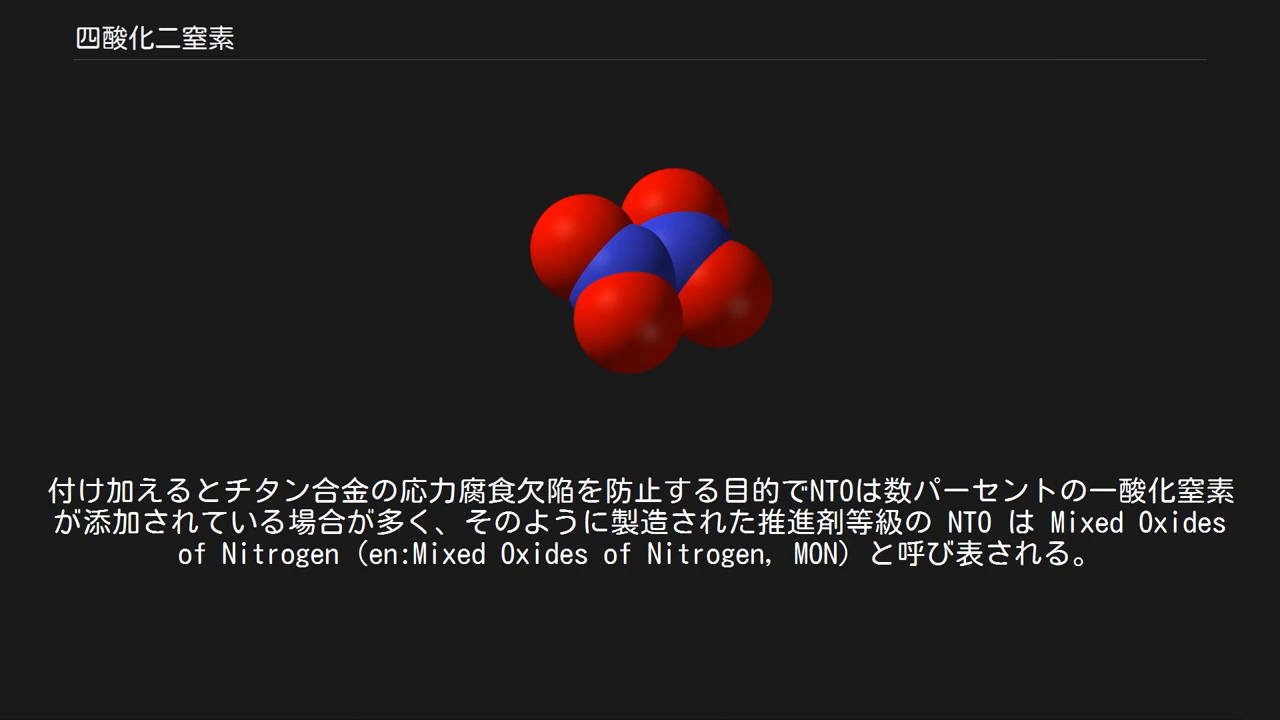 四酸化二窒素
付け加えるとチタン合金の応力腐食欠陥を防止する目的でNTOは数パーセントの一酸化窒素
が添加されている場合が多く、そのように製造された推進剤等級の NTO は Mixed Oxides
of Nitrogen（en:Mixed Oxides of Nitrogen, MON）と呼び表される。